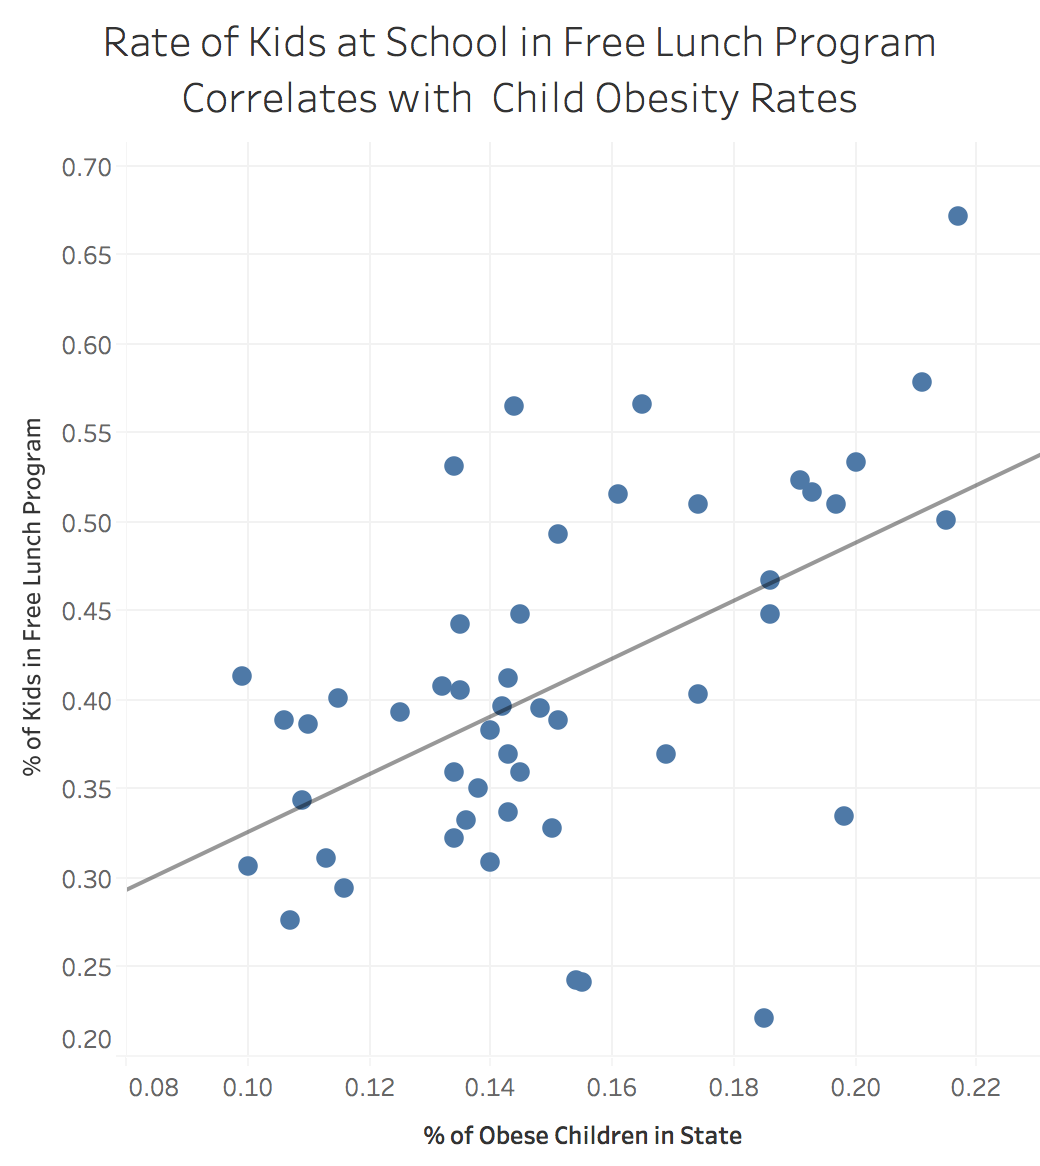 Rate of Kids at School in Free Lunch Program
Correlates with  Child Obesity Rates
0.70
0.65
0.60
0.55
0.50
0.45
0.40
0.35
0.30
0.25
0.20
% of Kids in Free Lunch Program
0.08 0.10 0.12 0.14 0.16 0.18 0.20 0.22
% of Obese Children in State